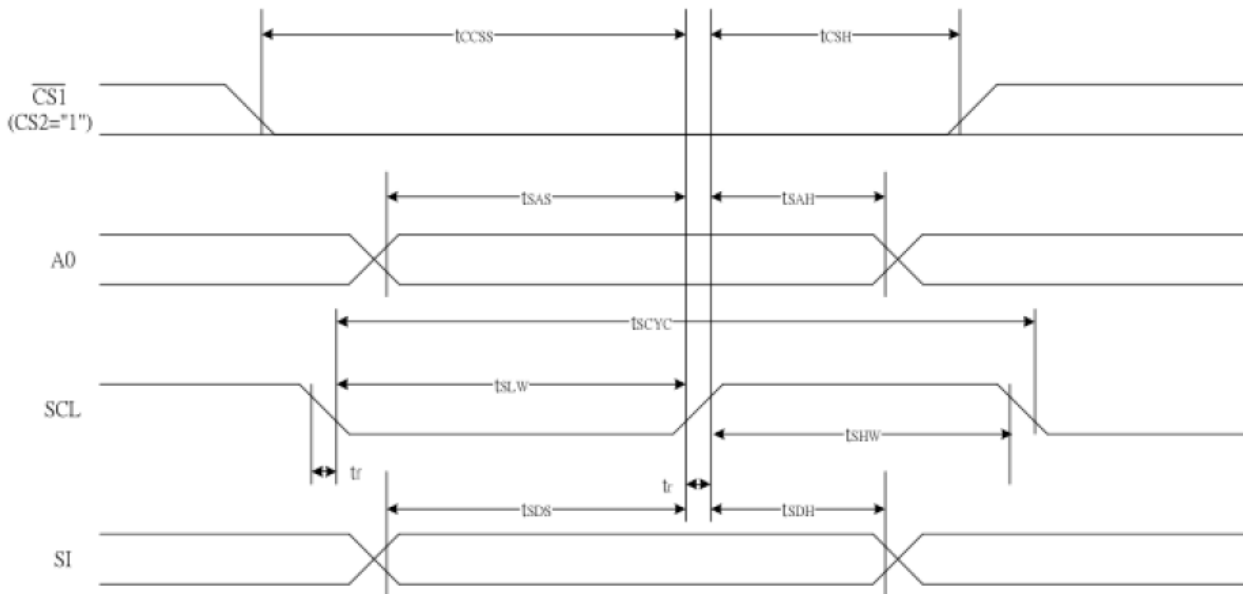 tCCSS
tCSH
CS1
(CS2="1")
tSAS
tSAH
A0
tSCYC
tSLW
SCL
tSHW
tf
tr
tSDS
tSDH
SI